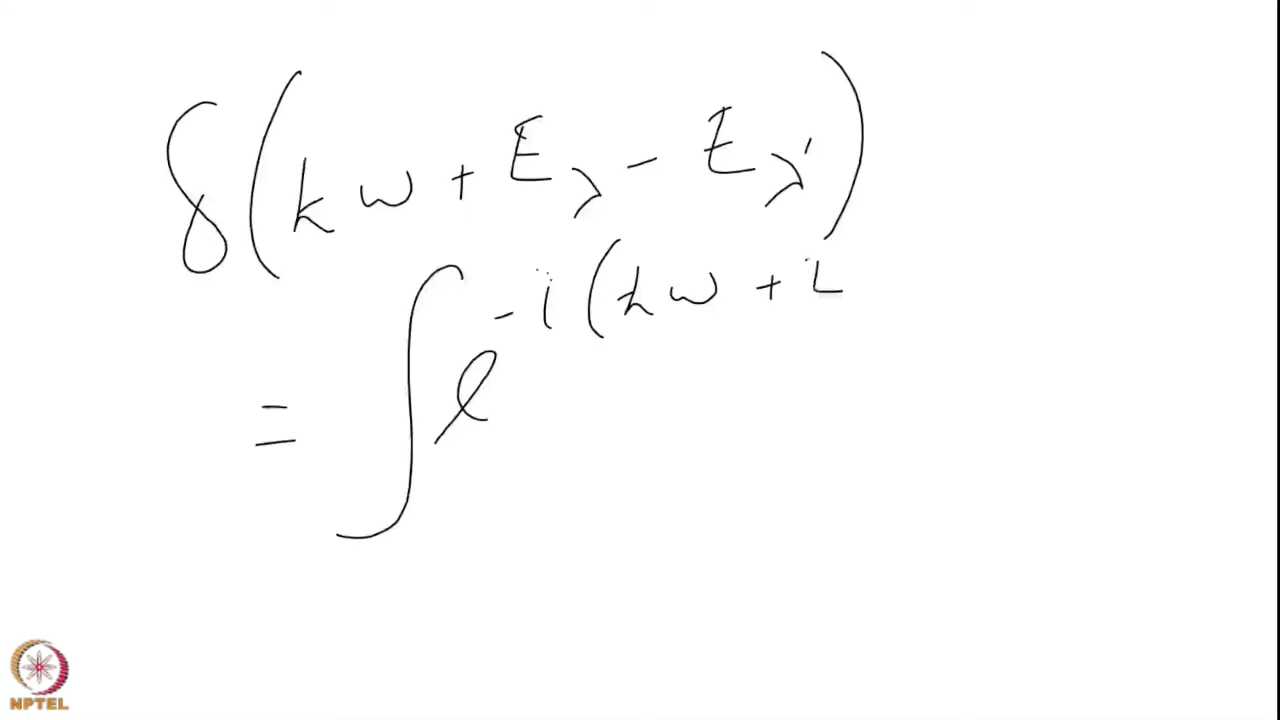 δ(ħω + E_λ − E_λ′)
= ∫ e^{-i(ħω +
NPTEL